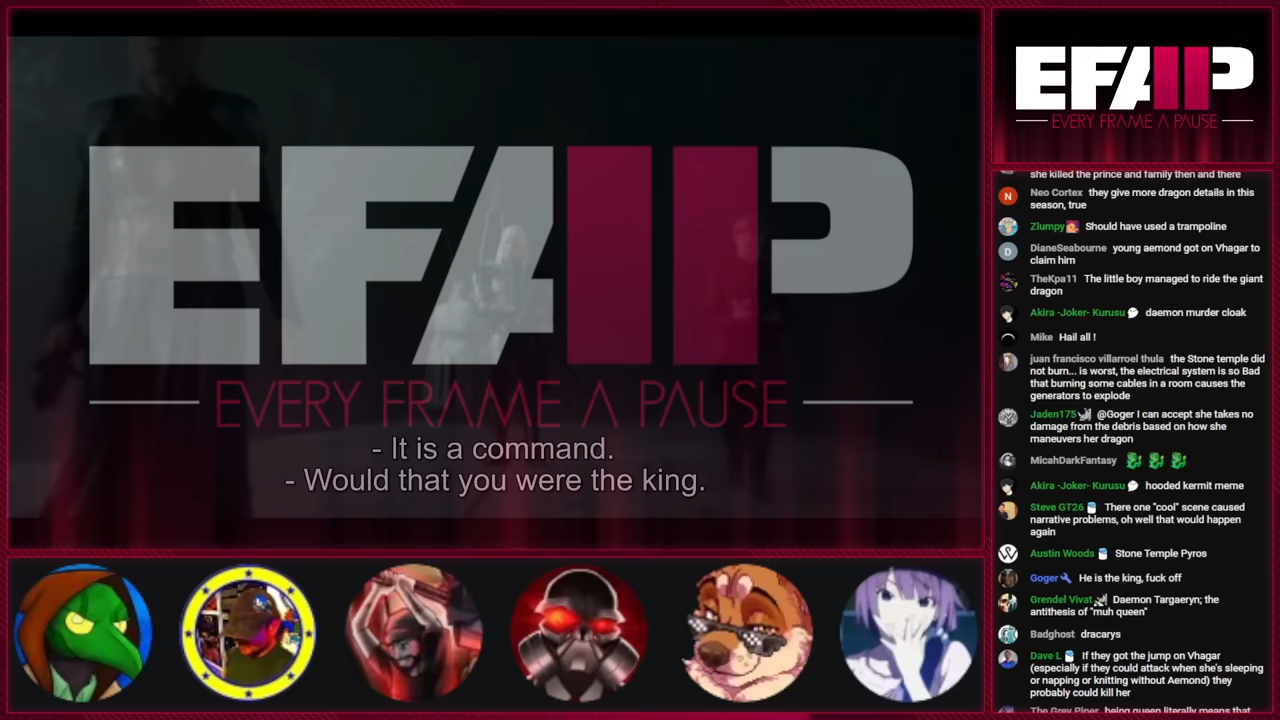 EFAP
EVERY FRAME A PAUSE
- It is a command.
- Would that you were the king.
EFAP
EVERY FRAME A PAUSE
she killed the prince and family then and there
N
Neo Cortex they give more dragon details in this
season, true
Zlumpy Should have used a trampoline
D
DianeSeabourne young aemond got on Vhagar to
claim him
TheKpa11 The little boy managed to ride the giant
dragon
Akira -Joker- Kurusu daemon murder cloak
Mike Hail all !
juan francisco villarroel thula the Stone temple did
not burn... is worst, the electrical system is so Bad
that burning some cables in a room causes the
generators to explode
Jaden175 @Goger I can accept she takes no
damage from the debris based on how she
maneuvers her dragon
MicahDarkFantasy
Akira -Joker- Kurusu hooded kermit meme
Steve GT26 There one "cool" scene caused
narrative problems, oh well that would happen
again
Austin Woods Stone Temple Pyros
Goger He is the king, fuck off
Grendel Vivat Daemon Targaeryn; the
antithesis of "muh queen"
Badghost dracarys
Dave L If they got the jump on Vhagar
(especially if they could attack when she's sleeping
or napping or knitting without Aemond) they
probably could kill her
The Grey Piper being queen literally means that